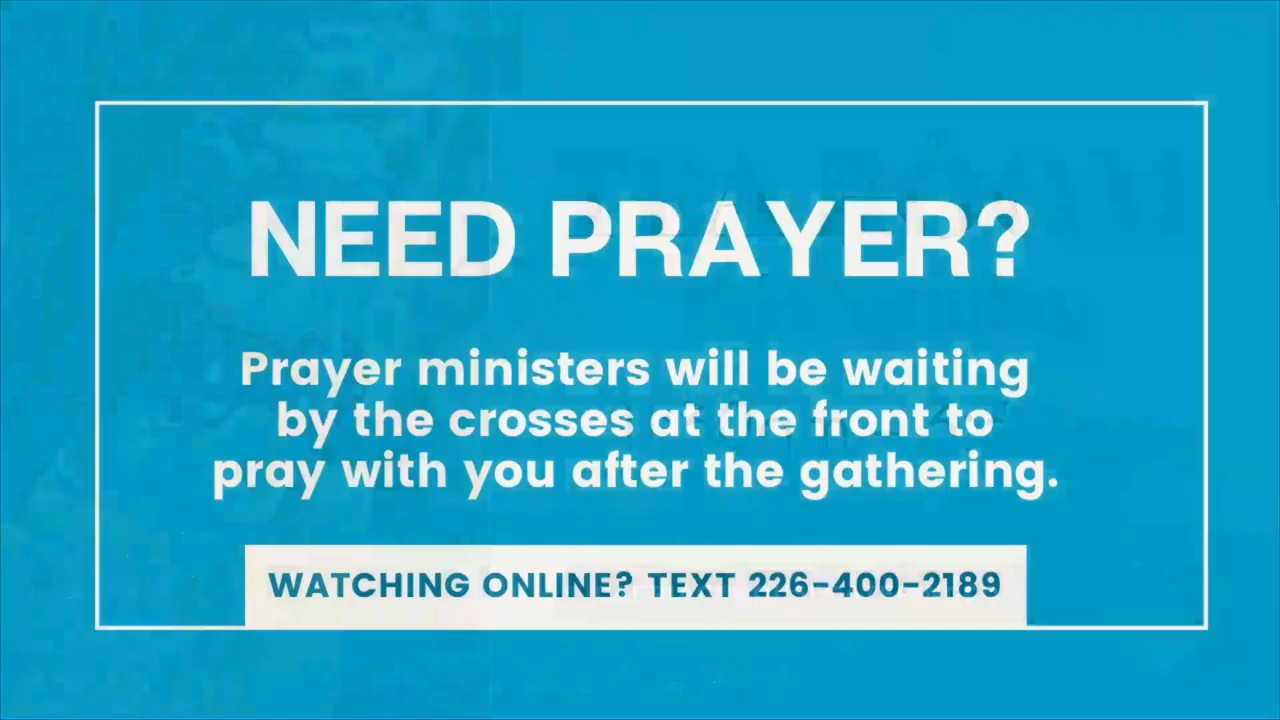 NEED PRAYER?
Prayer ministers will be waiting
by the crosses at the front to
pray with you after the gathering.
WATCHING ONLINE? TEXT 226-400-2189